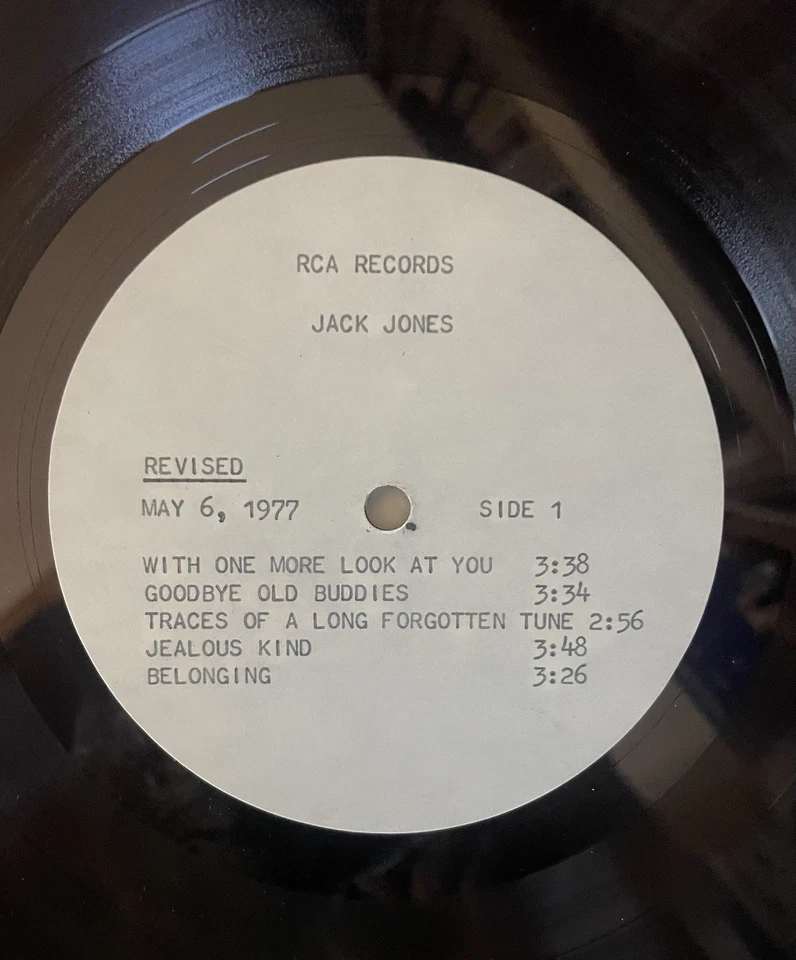 RCA RECORDS
JACK JONES
REVISED
MAY 6, 1977 SIDE 1
WITH ONE MORE LOOK AT YOU 3:38
GOODBYE OLD BUDDIES 3:34
TRACES OF A LONG FORGOTTEN TUNE 2:56
JEALOUS KIND 3:48
BELONGING 3:26